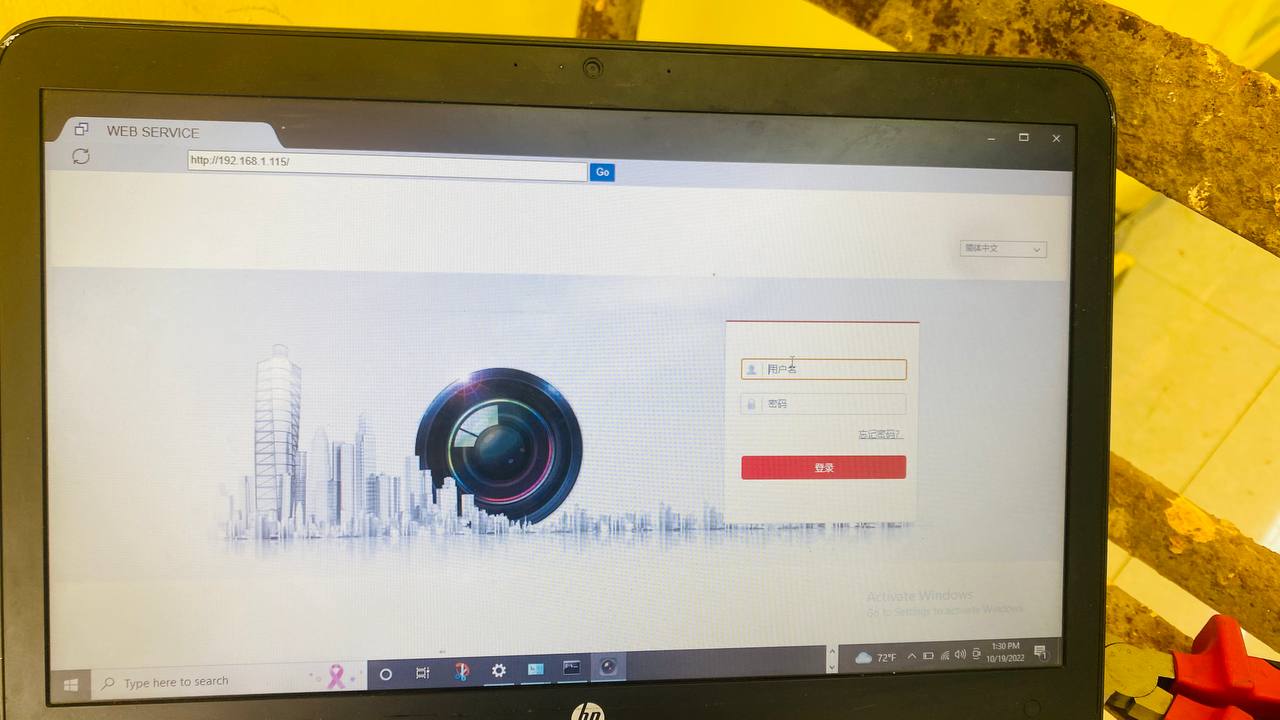 WEB SERVICE
http://192.168.1.115/
Go
简体中文
用户名
密码
忘记密码?
登录
Activate Windows
Go to Settings to activate Windows.
Type here to search
72°F
1:30 PM
10/19/2022
1
hp